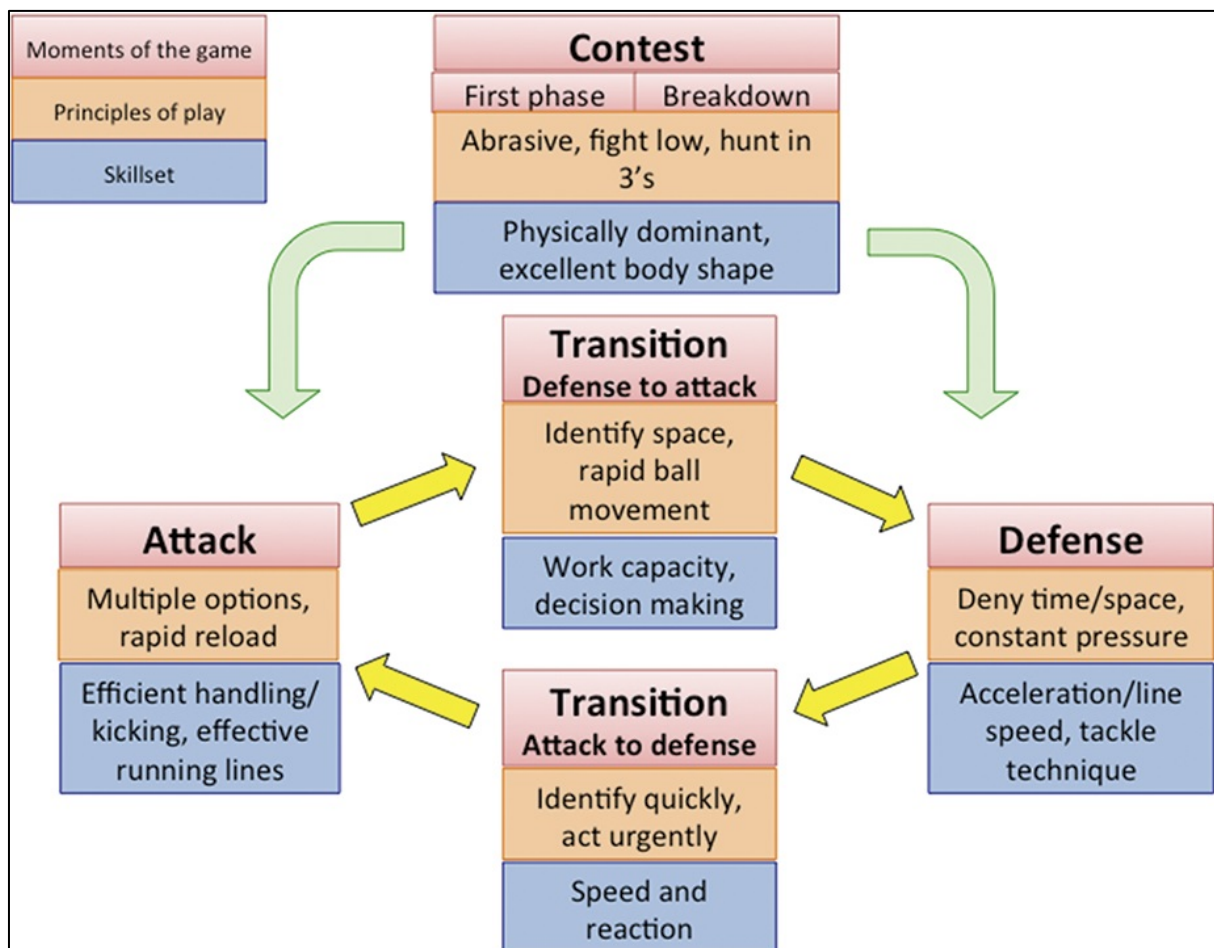 Moments of the game
Principles of play
Skillset
Contest
First phase
Breakdown
Abrasive, fight low, hunt in
3's
Physically dominant,
excellent body shape
Transition
Defense to attack
Identify space,
rapid ball
movement
Work capacity,
decision making
Attack
Multiple options,
rapid reload
Efficient handling/
kicking, effective
running lines
Defense
Deny time/space,
constant pressure
Acceleration/line
speed, tackle
technique
Transition
Attack to defense
Identify quickly,
act urgently
Speed and
reaction